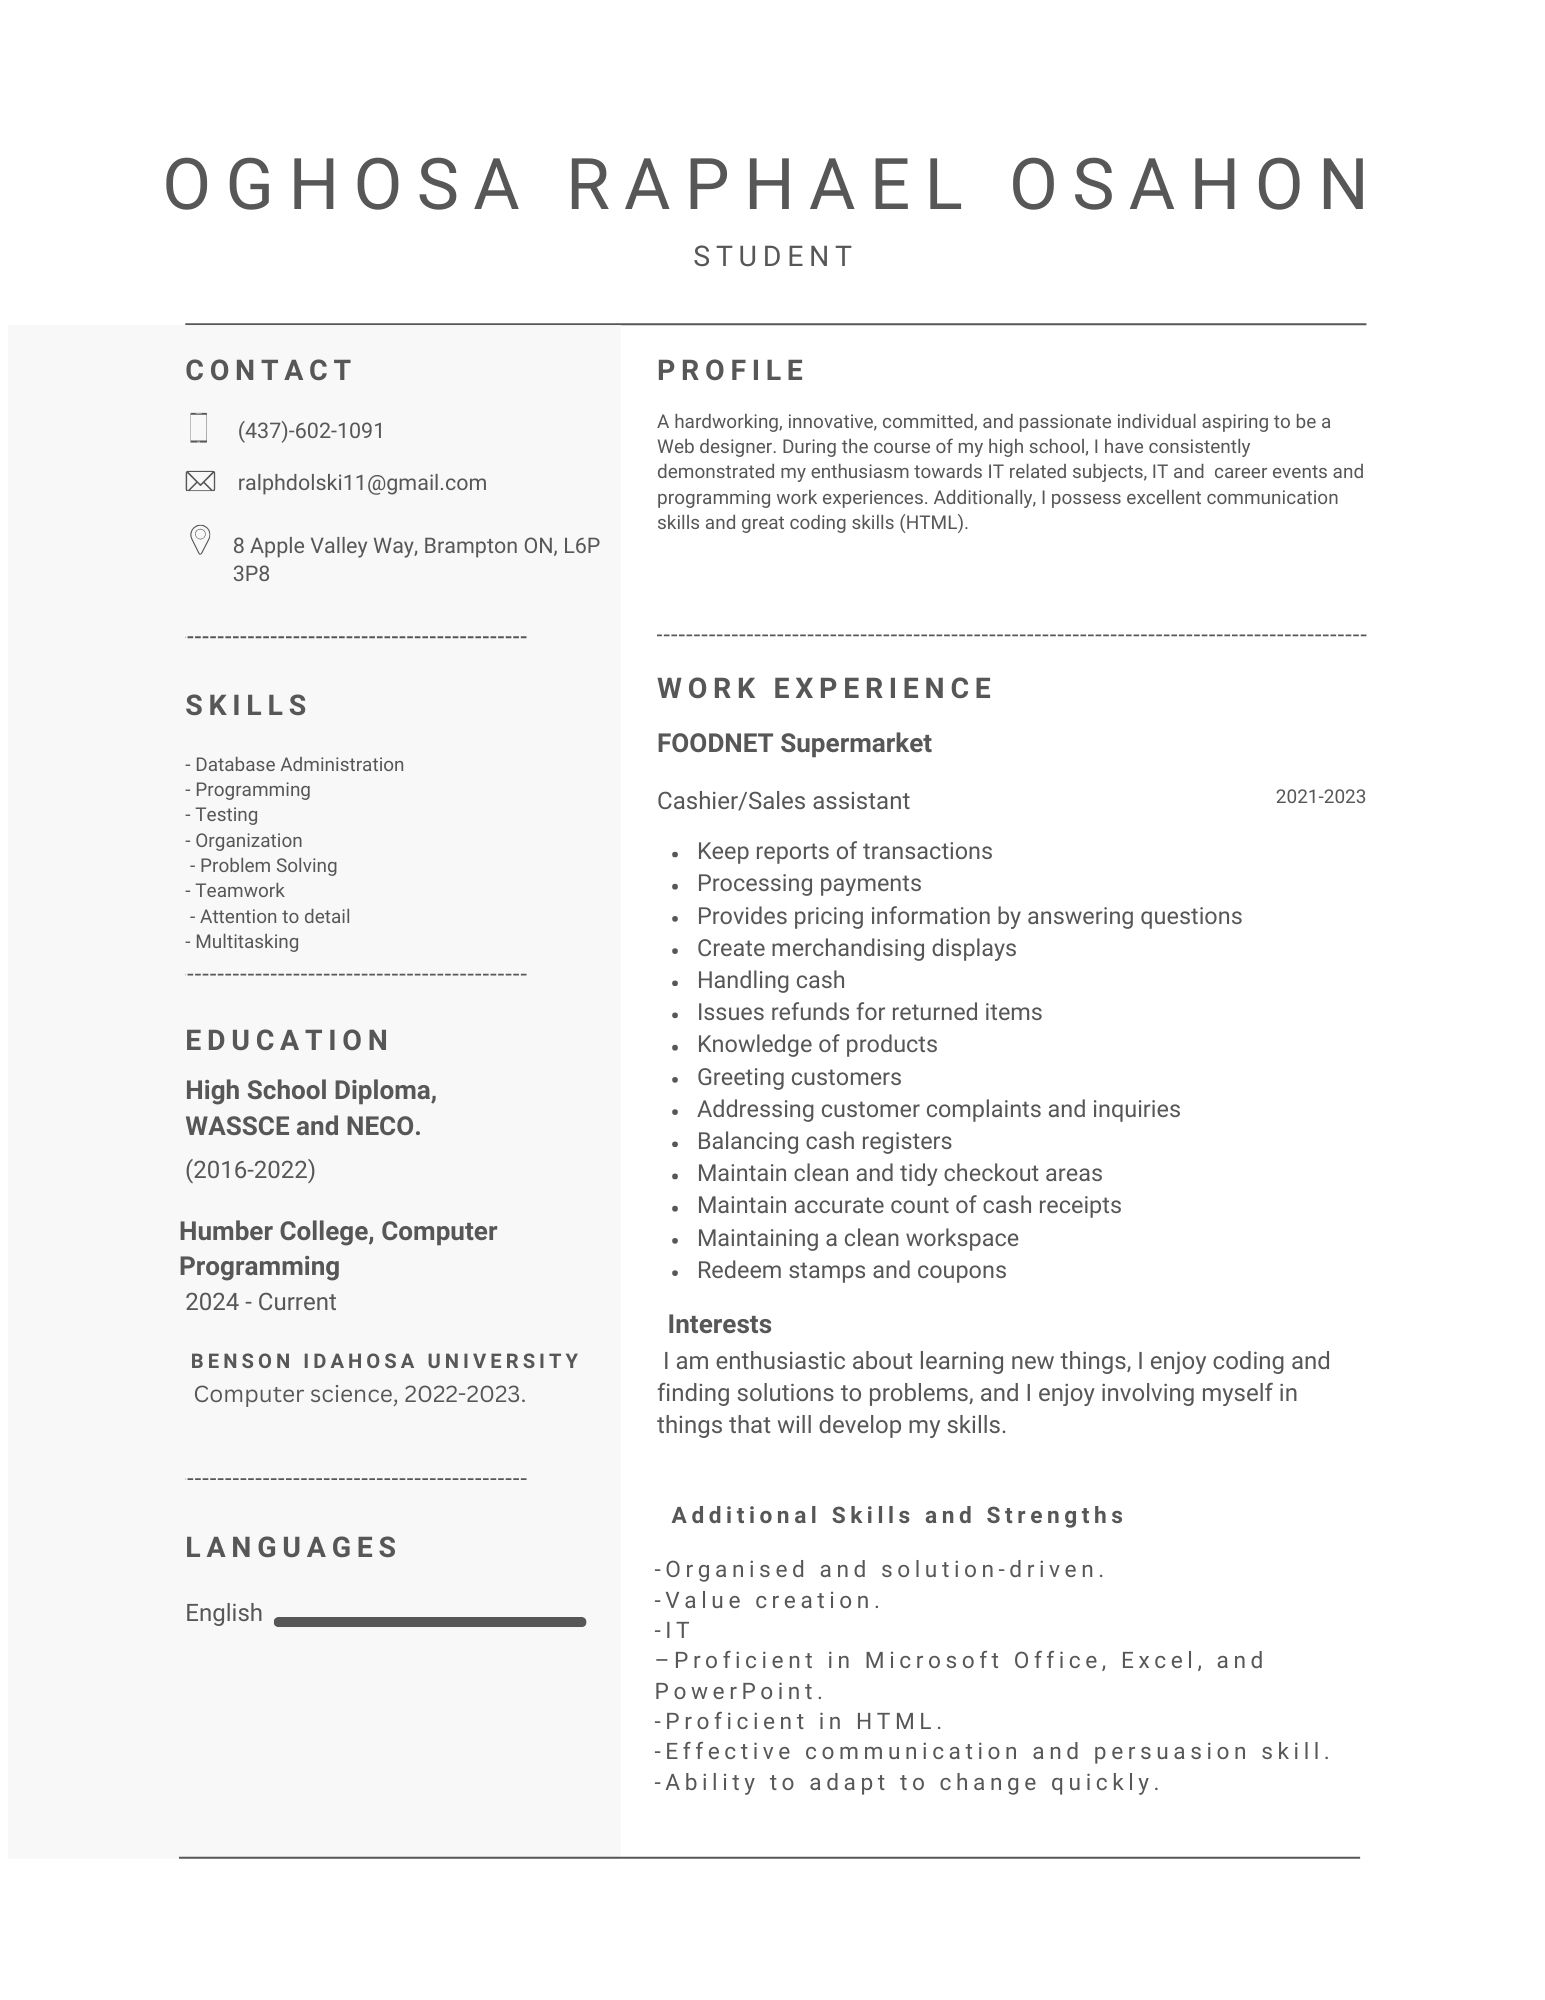 OGHOSA RAPHAEL OSAHON
STUDENT
CONTACT
(437)-602-1091
ralphdolski11@gmail.com
8 Apple Valley Way, Brampton ON, L6P
3P8
---------------------------------------------
SKILLS
- Database Administration
- Programming
- Testing
- Organization
- Problem Solving
- Teamwork
- Attention to detail
- Multitasking
---------------------------------------------
EDUCATION
High School Diploma,
WASSCE and NECO.
(2016-2022)
Humber College, Computer
Programming
2024 - Current
BENSON IDAHOSA UNIVERSITY
Computer science, 2022-2023.
---------------------------------------------
LANGUAGES
English
PROFILE
A hardworking, innovative, committed, and passionate individual aspiring to be a
Web designer. During the course of my high school, I have consistently
demonstrated my enthusiasm towards IT related subjects, IT and  career events and
programming work experiences. Additionally, I possess excellent communication
skills and great coding skills (HTML).
----------------------------------------------------------------------------------------------
WORK EXPERIENCE
FOODNET Supermarket
Cashier/Sales assistant 2021-2023
• Keep reports of transactions
• Processing payments
• Provides pricing information by answering questions
• Create merchandising displays
• Handling cash
• Issues refunds for returned items
• Knowledge of products
• Greeting customers
• Addressing customer complaints and inquiries
• Balancing cash registers
• Maintain clean and tidy checkout areas
• Maintain accurate count of cash receipts
• Maintaining a clean workspace
• Redeem stamps and coupons
Interests
I am enthusiastic about learning new things, I enjoy coding and
finding solutions to problems, and I enjoy involving myself in
things that will develop my skills.
Additional Skills and Strengths
-Organised and solution-driven.
-Value creation.
-IT
–Proficient in Microsoft Office, Excel, and
PowerPoint.
-Proficient in HTML.
-Effective communication and persuasion skill.
-Ability to adapt to change quickly.